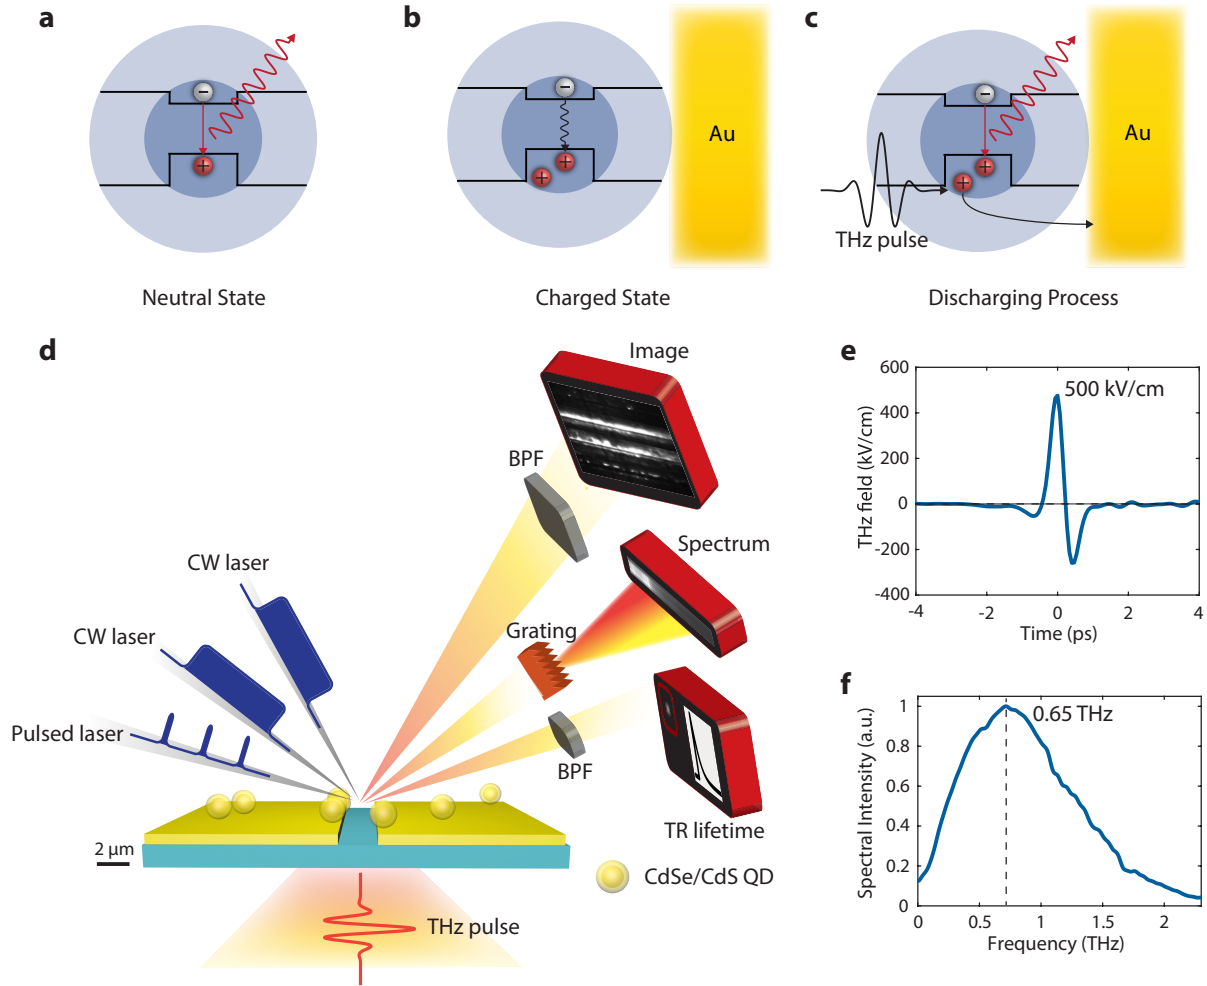 a
b
c
Au
Au
THz pulse
Neutral State
Charged State
Discharging Process
d
Image
BPF
Spectrum
CW laser
CW laser
Grating
Pulsed laser
BPF
TR lifetime
2 μm
CdSe/CdS QD
THz pulse
e
600
400
200
0
-200
-400
THz field (kV/cm)
500 kV/cm
-4
-2
0
2
4
Time (ps)
f
1
0.8
0.6
0.4
0.2
0
Spectral Intensity (a.u.)
0.65 THz
0
0.5
1
1.5
2
Frequency (THz)